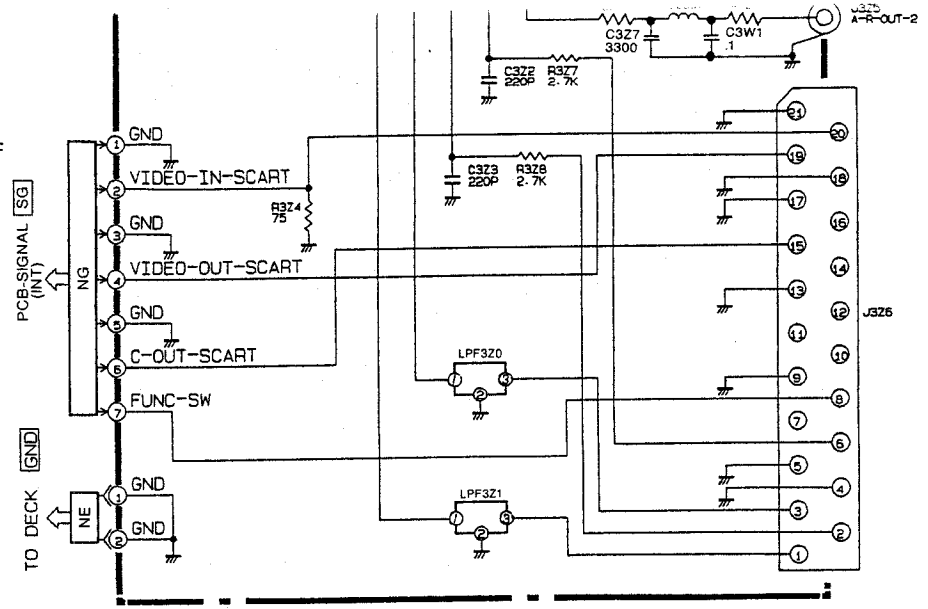 J3Z5
A-R-OUT-2
C3Z7
3300
C3W1
.1
C3Z2
220P
R3Z7
2.7K
C3Z3
220P
R3Z8
2.7K
PCB-SIGNAL SG
(INT)
NG
1 GND
2 VIDEO-IN-SCART
R3Z4
75
3 GND
4 VIDEO-OUT-SCART
5 GND
6 C-OUT-SCART
7 FUNC-SW
TO DECK GND
NE
1 GND
2 GND
LPF3Z0
1 2 3
LPF3Z1
1 2 3
21
20
19
18
17
16
15
14
13
12
J3Z6
11
10
9
8
7
6
5
4
3
2
1